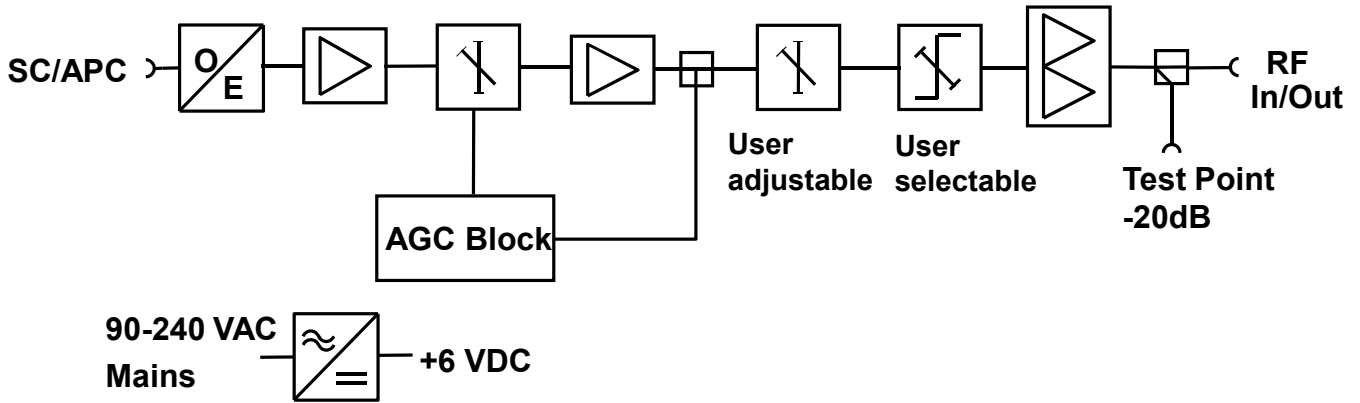 SC/APC
O
E
RF
In/Out
User
adjustable
User
selectable
Test Point
-20dB
AGC Block
90-240 VAC
Mains
+6 VDC